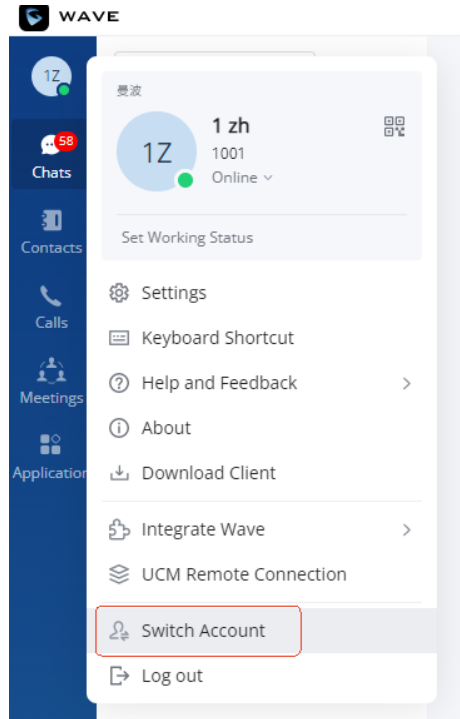 WAVE
1Z
曼波
1Z
1 zh
1001
Online
Set Working Status
58
Chats
Contacts
Calls
Meetings
Application
Settings
Keyboard Shortcut
Help and Feedback
About
Download Client
Integrate Wave
UCM Remote Connection
Switch Account
Log out